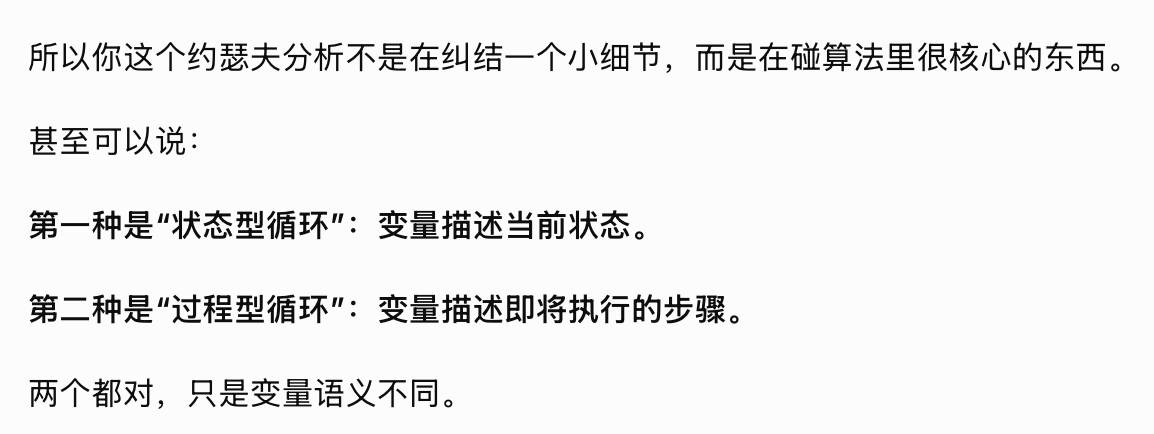 所以你这个约瑟夫分析不是在纠结一个小细节，而是在碰算法里很核心的东西。
甚至可以说：
第一种是“状态型循环”：变量描述当前状态。
第二种是“过程型循环”：变量描述即将执行的步骤。
两个都对，只是变量语义不同。